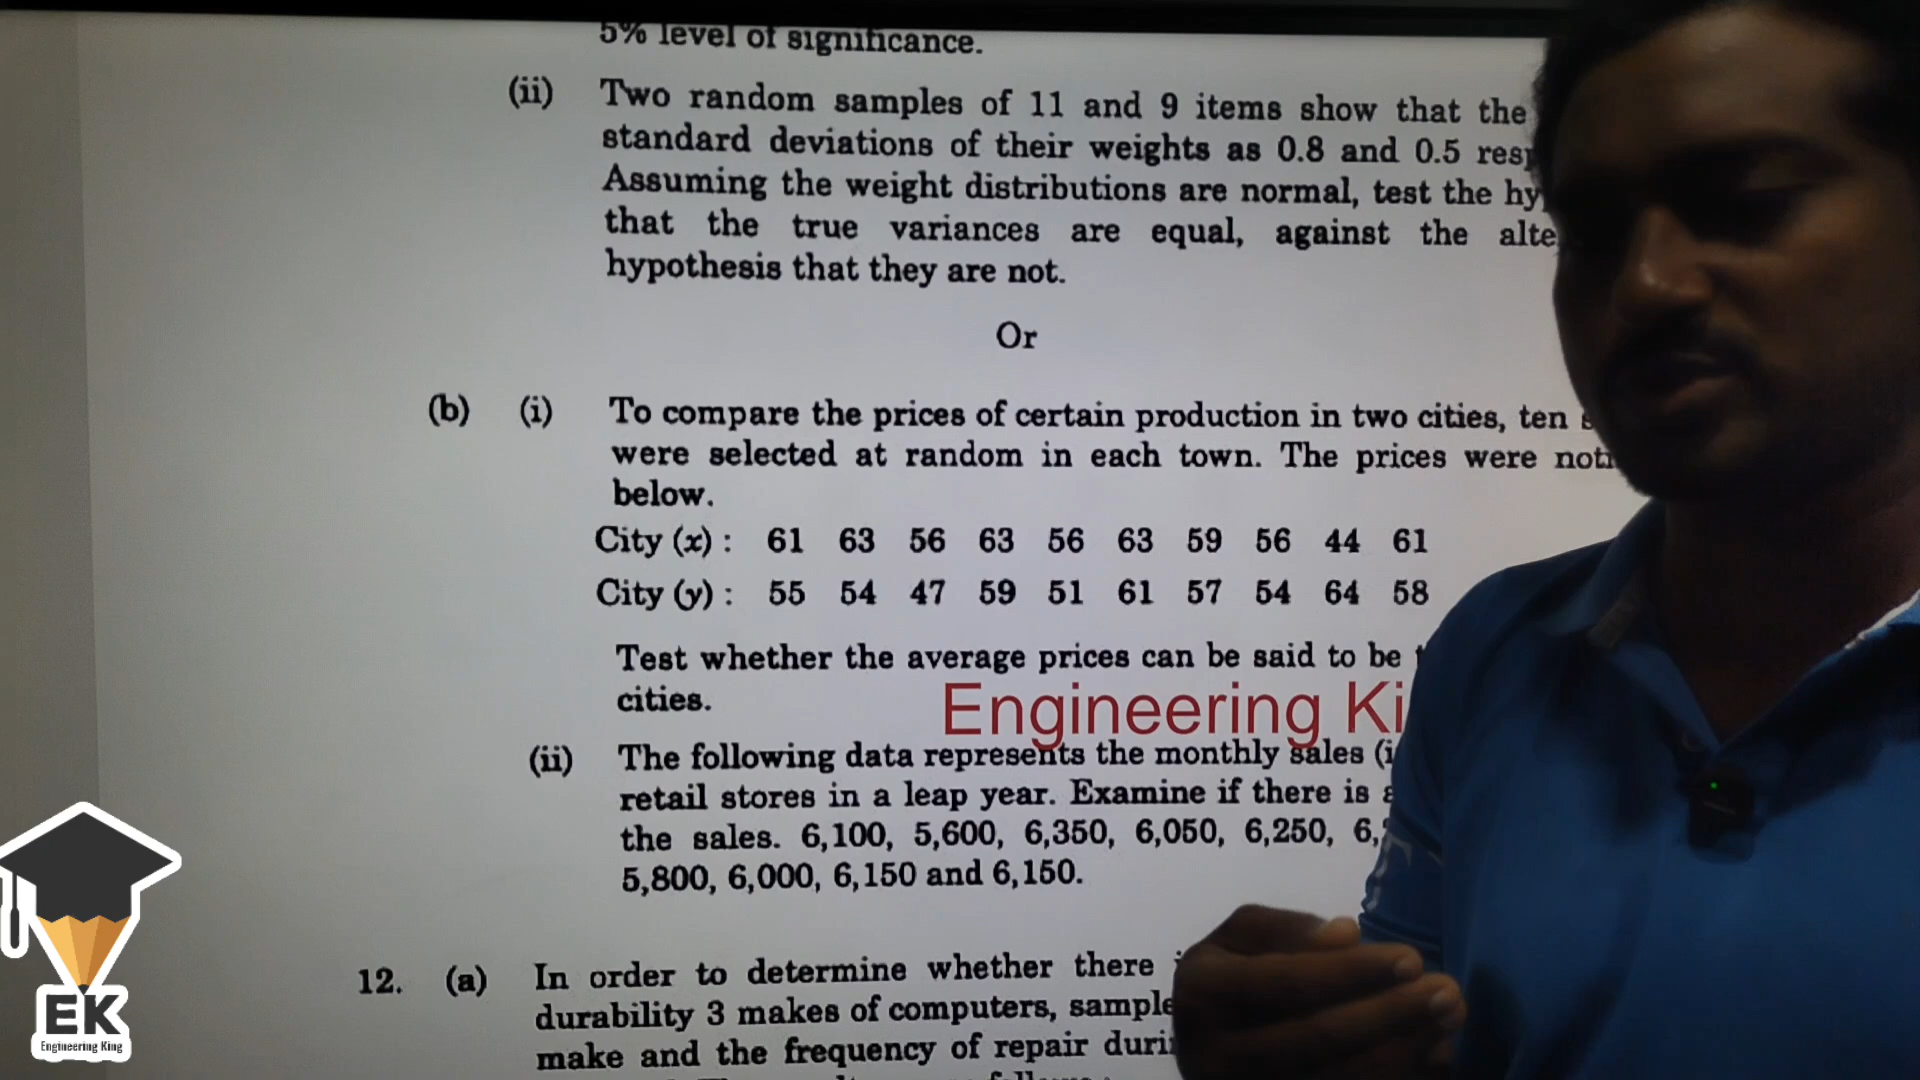 5% level of significance.
(ii) Two random samples of 11 and 9 items show that the
standard deviations of their weights as 0.8 and 0.5
Assuming the weight distributions are normal, test the
that the true variances are equal, against the
hypothesis that they are not.
Or
(b) (i) To compare the prices of certain production in two cities, ten
were selected at random in each town. The prices were
below.
City (x) : 61 63 56 63 56 63 59 56 44 61
City (y) : 55 54 47 59 51 61 57 54 64 58
Test whether the average prices can be said to be
cities.
Engineering Ki
(ii) The following data represents the monthly sales
retail stores in a leap year. Examine if there is
the sales. 6,100, 5,600, 6,350, 6,050, 6,250,
5,800, 6,000, 6,150 and 6,150.
12. (a) In order to determine whether there
durability 3 makes of computers,
make and the frequency of repair
EK
Engineering King